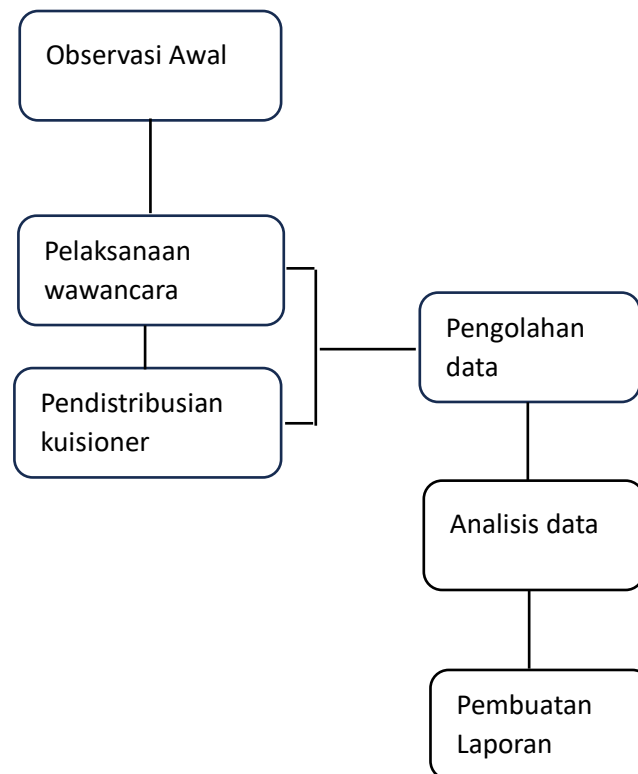 Observasi Awal
Pelaksanaan
wawancara
Pendistribusian
kuisioner
Pengolahan
data
Analisis data
Pembuatan
Laporan